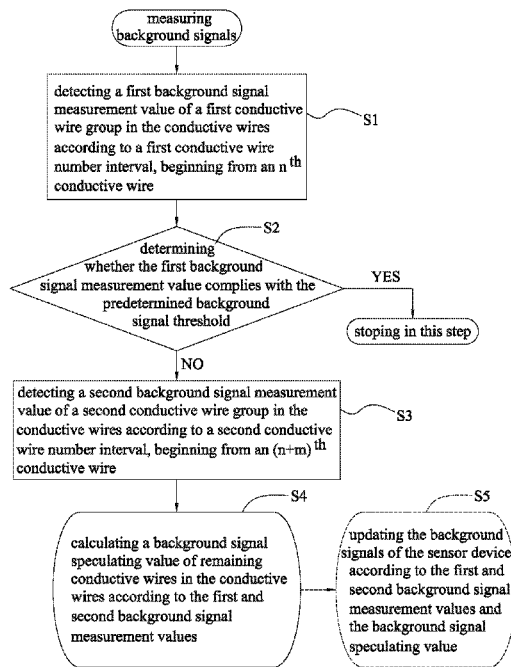 measuring
background signals
detecting a first background signal
measurement value of a first conductive
wire group in the conductive wires
according to a first conductive wire
number interval, beginning from an n th
conductive wire
S1
S2
determining
whether the first background
signal measurement value complies with the
predetermined background
signal threshold
YES
stoping in this step
NO
detecting a second background signal measurement
value of a second conductive wire group in the
conductive wires according to a second conductive
wire number interval, beginning from an (n+m) th
conductive wire
S3
S4
calculating a background signal
speculating value of remaining
conductive wires in the conductive
wires according to the first and
second background signal
measurement values
S5
updating the background
signals of the sensor device
according to the first and
second background signal
measurement values and
the background signal
speculating value